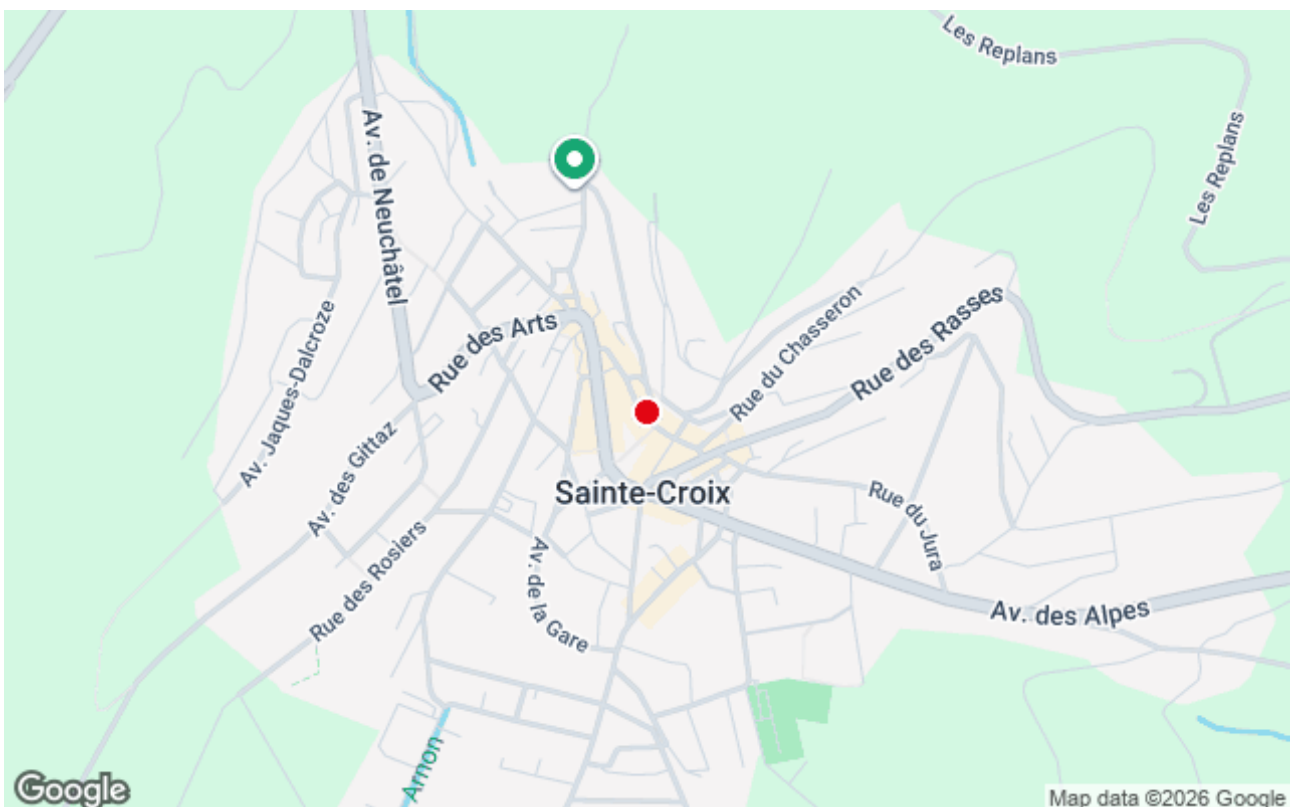 Les Replans
Les Replans
Av. de Neuchâtel
Rue des Arts
Rue du Chasseron
Rue des Rasses
Av. Jaques-Dalcroze
Av. des Gittaz
Sainte-Croix
Rue du Jura
Rue des Rosiers
Av. de la Gare
Av. des Alpes
Arnon
Google
Map data ©2026 Google